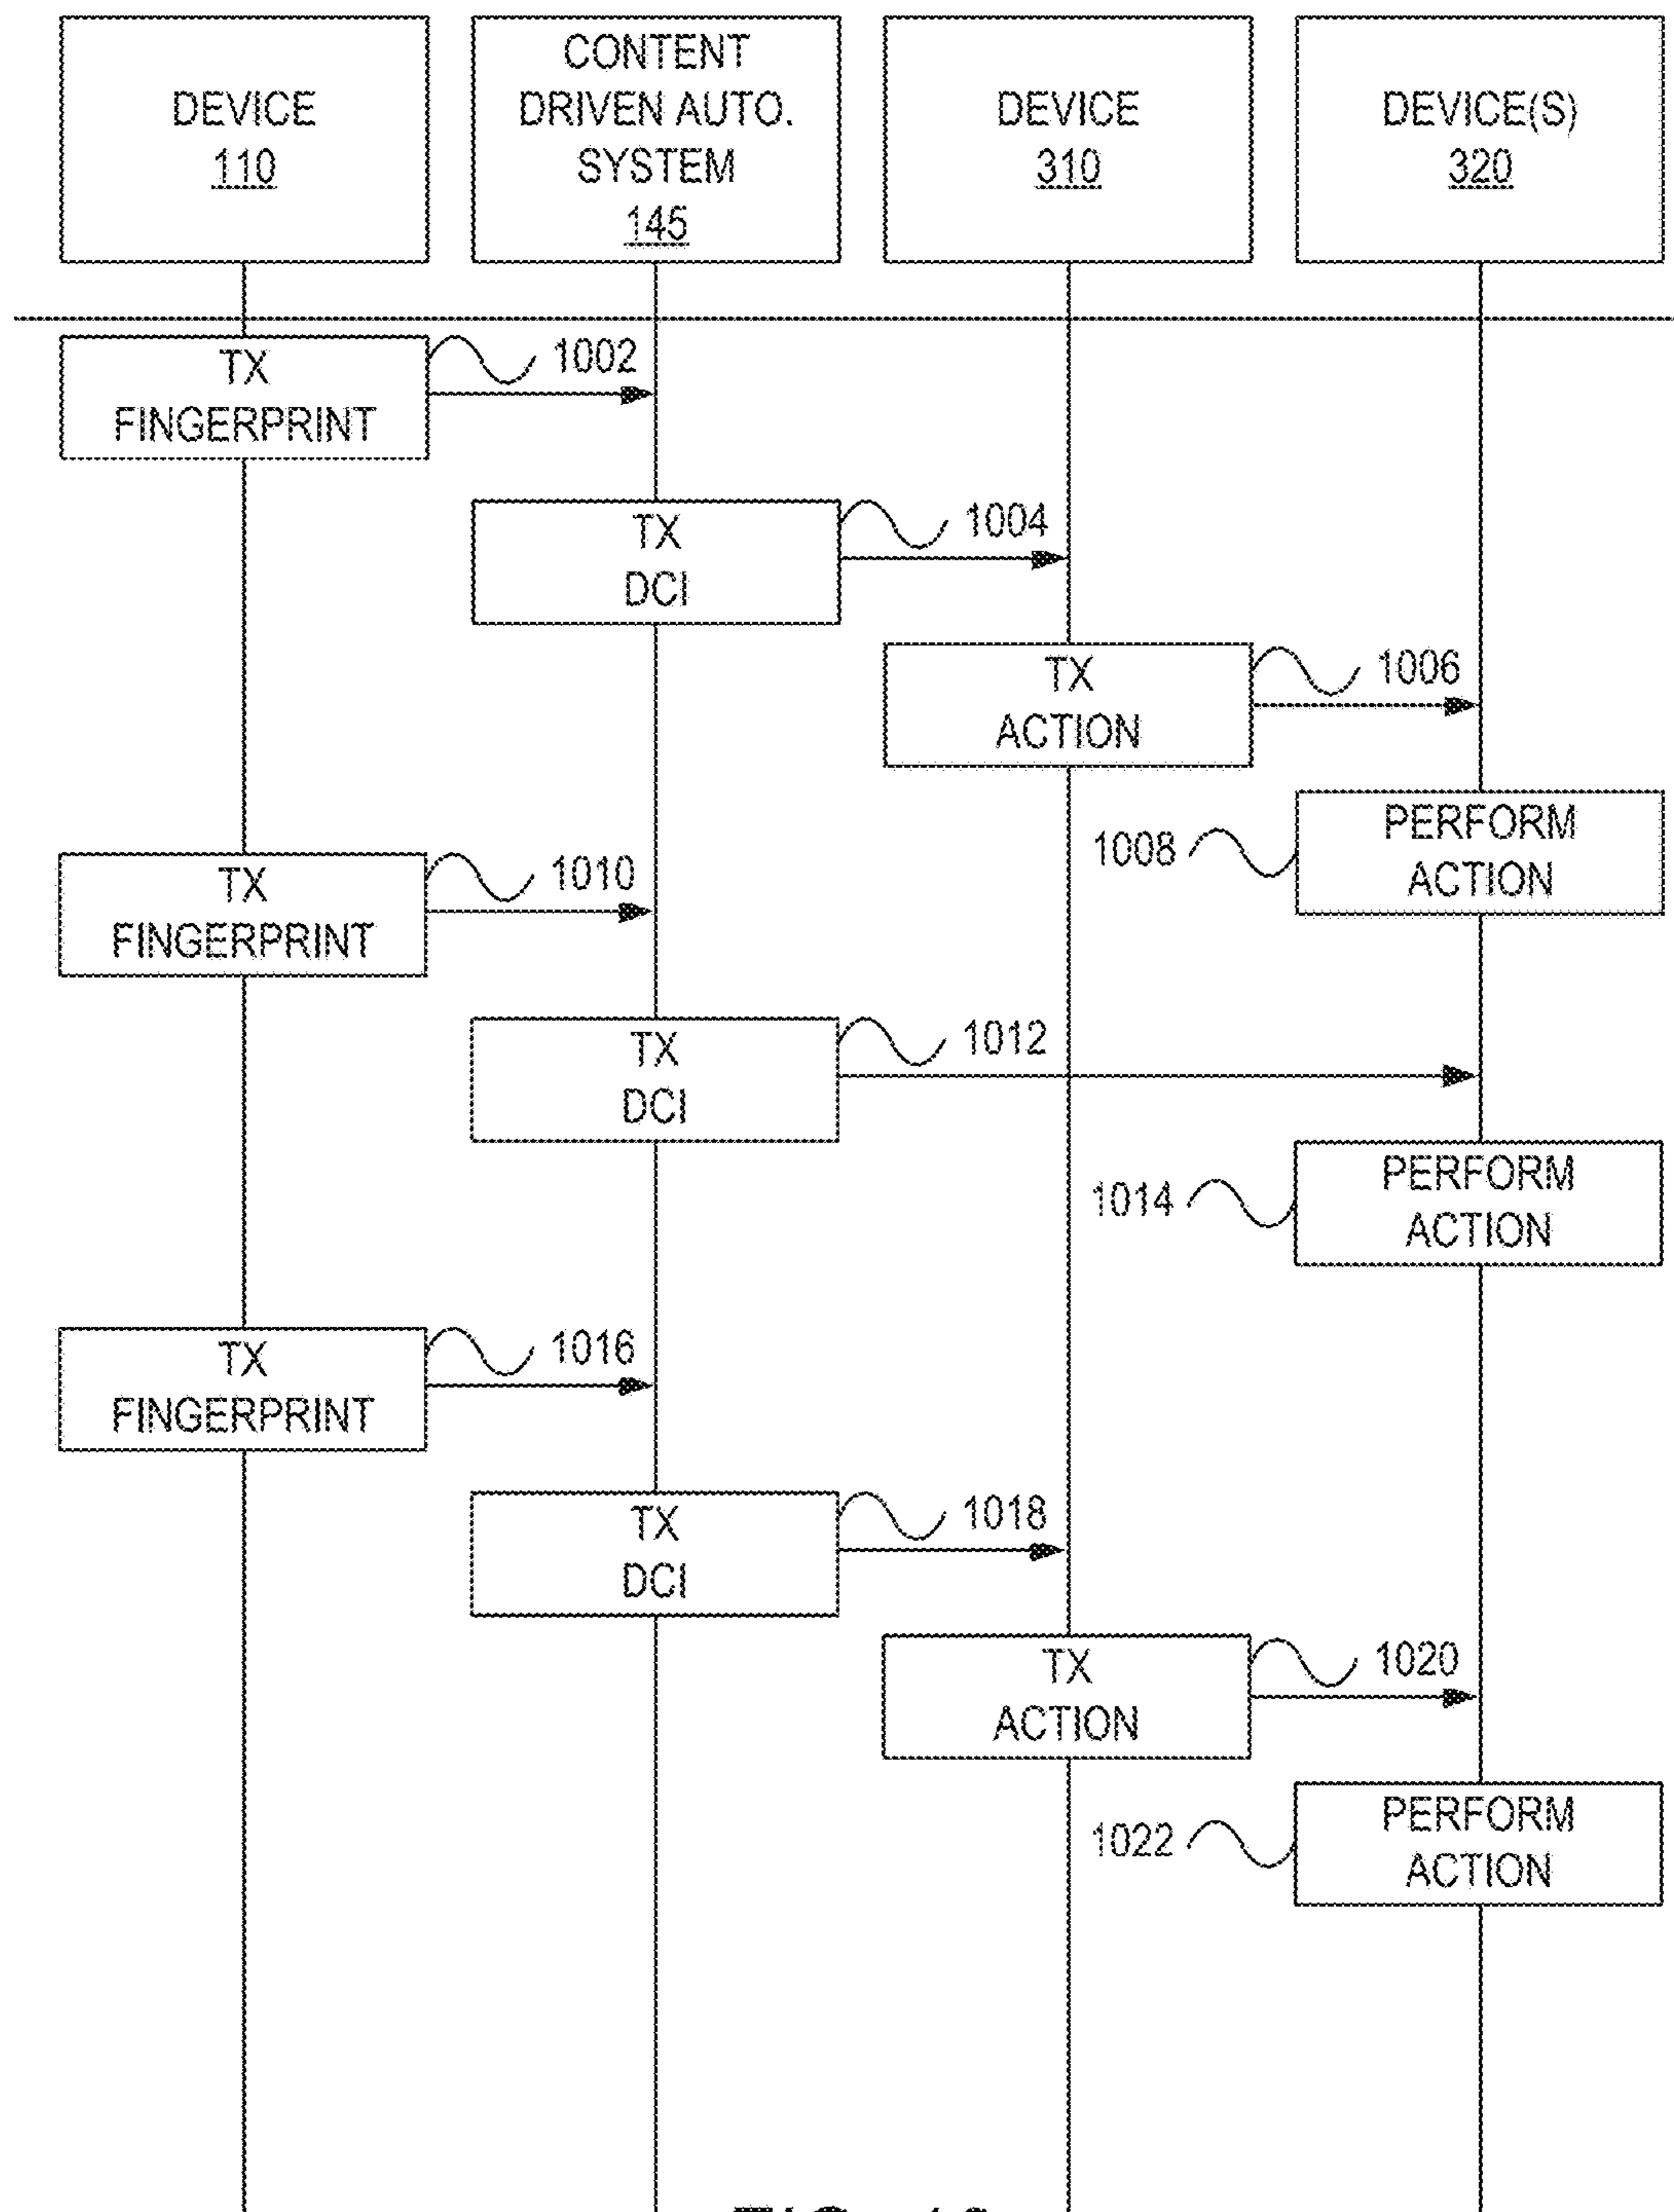 DEVICE
110
CONTENT
DRIVEN AUTO.
SYSTEM
145
DEVICE
310
DEVICE(S)
320
TX
FINGERPRINT
1002
TX
DCI
1004
TX
ACTION
1006
PERFORM
ACTION
1008
TX
FINGERPRINT
1010
TX
DCI
1012
PERFORM
ACTION
1014
TX
FINGERPRINT
1016
TX
DCI
1018
TX
ACTION
1020
PERFORM
ACTION
1022